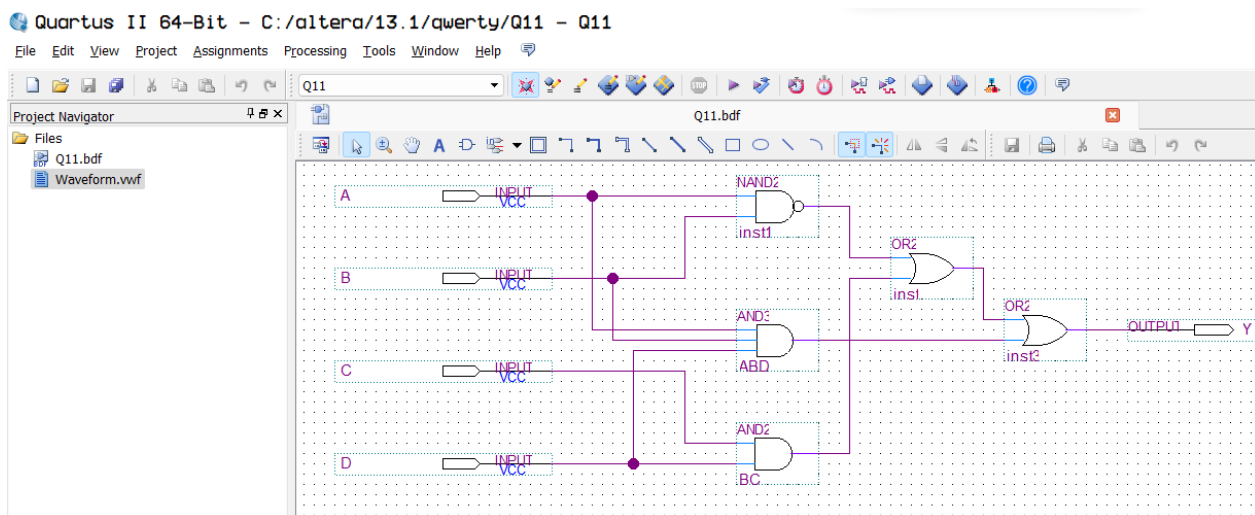 Quartus II 64-Bit - C:/altera/13.1/qwerty/Q11 - Q11
File Edit View Project Assignments Processing Tools Window Help
Q11
STOP
Project Navigator
Q11.bdf
Files
Q11.bdf
Waveform.vwf
A
A INPUT VCC
NAND2
inst1
OR2
inst
B INPUT VCC
OR2
inst3
AND3
ABD
OUTPUT Y
C INPUT VCC
AND2
BC
D INPUT VCC